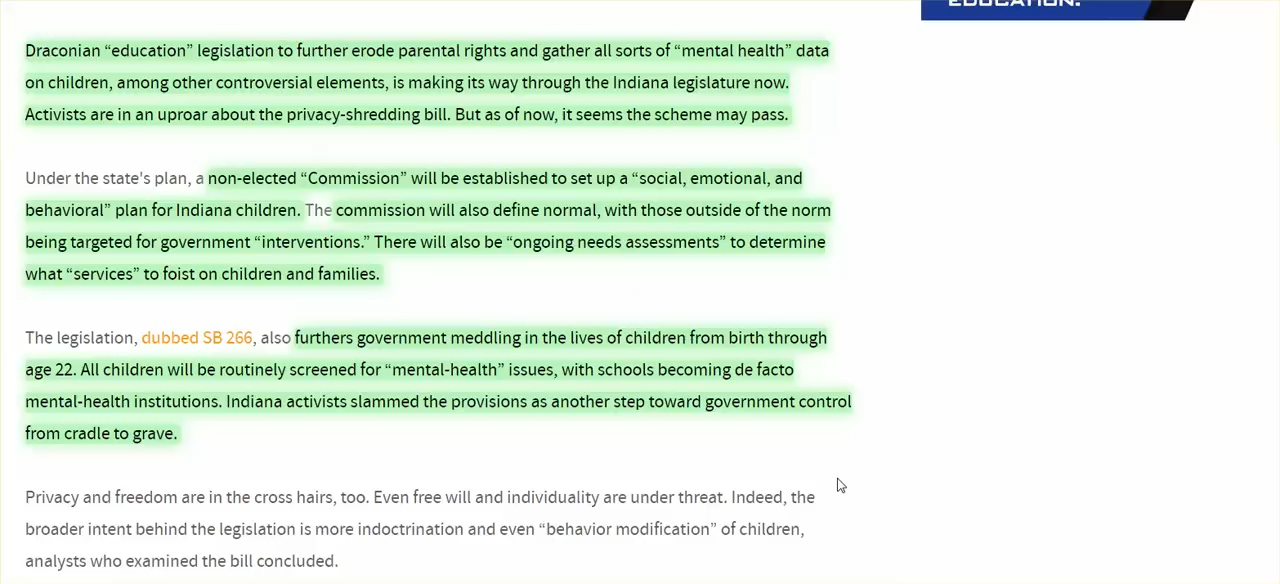 EDUCATION.
Draconian “education” legislation to further erode parental rights and gather all sorts of “mental health” data
on children, among other controversial elements, is making its way through the Indiana legislature now.
Activists are in an uproar about the privacy-shredding bill. But as of now, it seems the scheme may pass.
Under the state's plan, a non-elected “Commission” will be established to set up a “social, emotional, and
behavioral” plan for Indiana children. The commission will also define normal, with those outside of the norm
being targeted for government “interventions.” There will also be “ongoing needs assessments” to determine
what “services” to foist on children and families.
The legislation, dubbed SB 266, also furthers government meddling in the lives of children from birth through
age 22. All children will be routinely screened for “mental-health” issues, with schools becoming de facto
mental-health institutions. Indiana activists slammed the provisions as another step toward government control
from cradle to grave.
Privacy and freedom are in the cross hairs, too. Even free will and individuality are under threat. Indeed, the
broader intent behind the legislation is more indoctrination and even “behavior modification” of children,
analysts who examined the bill concluded.